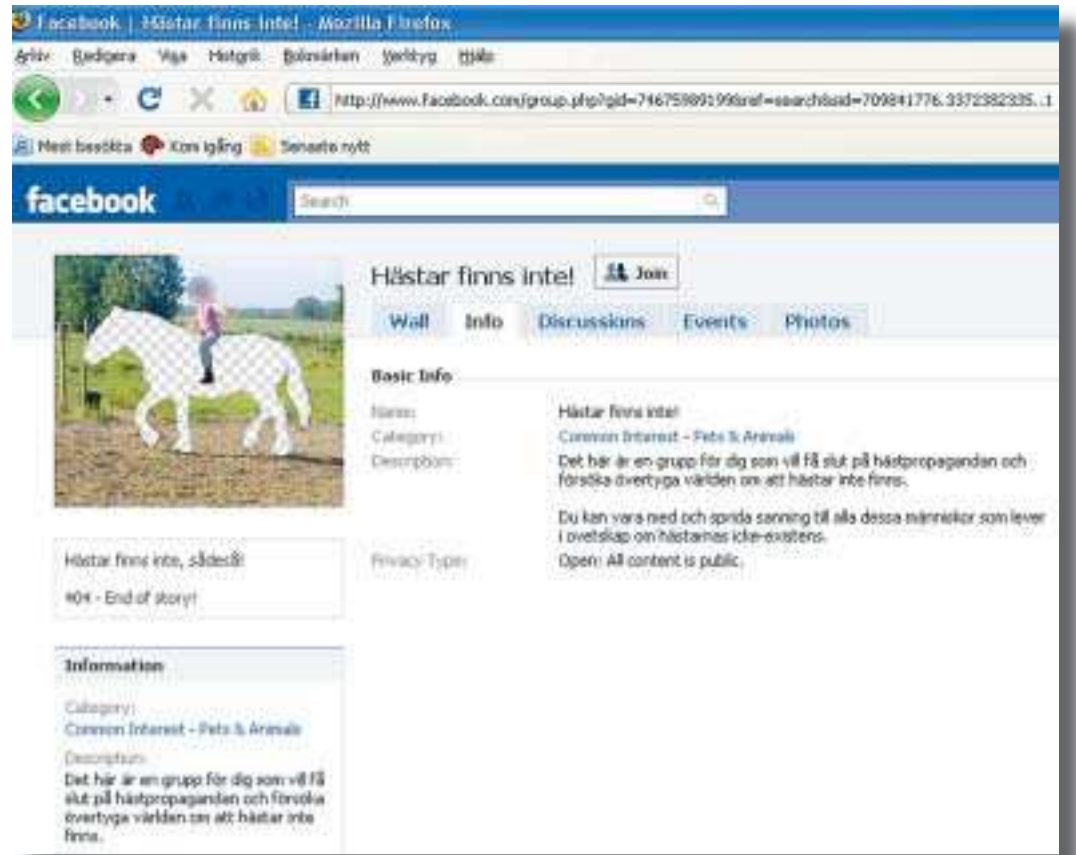 Facebook | Hästar finns inte! - Mozilla Firefox
Arkiv Redigera Visa Historik Bokmärken Verktyg Hjälp
http://www.facebook.com/group.php?gid=74675989199&ref=search&sid=709841776.3372382335..1
Mest besökta Kom igång Senaste nytt
facebook
Search
Hästar finns inte! Join
Wall Info Discussions Events Photos
Basic Info
Name: Hästar finns inte!
Category: Common Interest - Pets & Animals
Description: Det här är en grupp för dig som vill få slut på hästpropagandan och
försöka övertyga världen om att hästar inte finns.
Du kan vara med och sprida sanning till alla dessa människor som lever
i ovetskap om hästarnas icke-existens.
Privacy Type: Open: All content is public.
Hästar finns inte, sådeså!
404 - End of story!
Information
Category:
Common Interest - Pets & Animals
Description:
Det här är en grupp för dig som vill få
slut på hästpropagandan och försöka
övertyga världen om att hästar inte
finns.